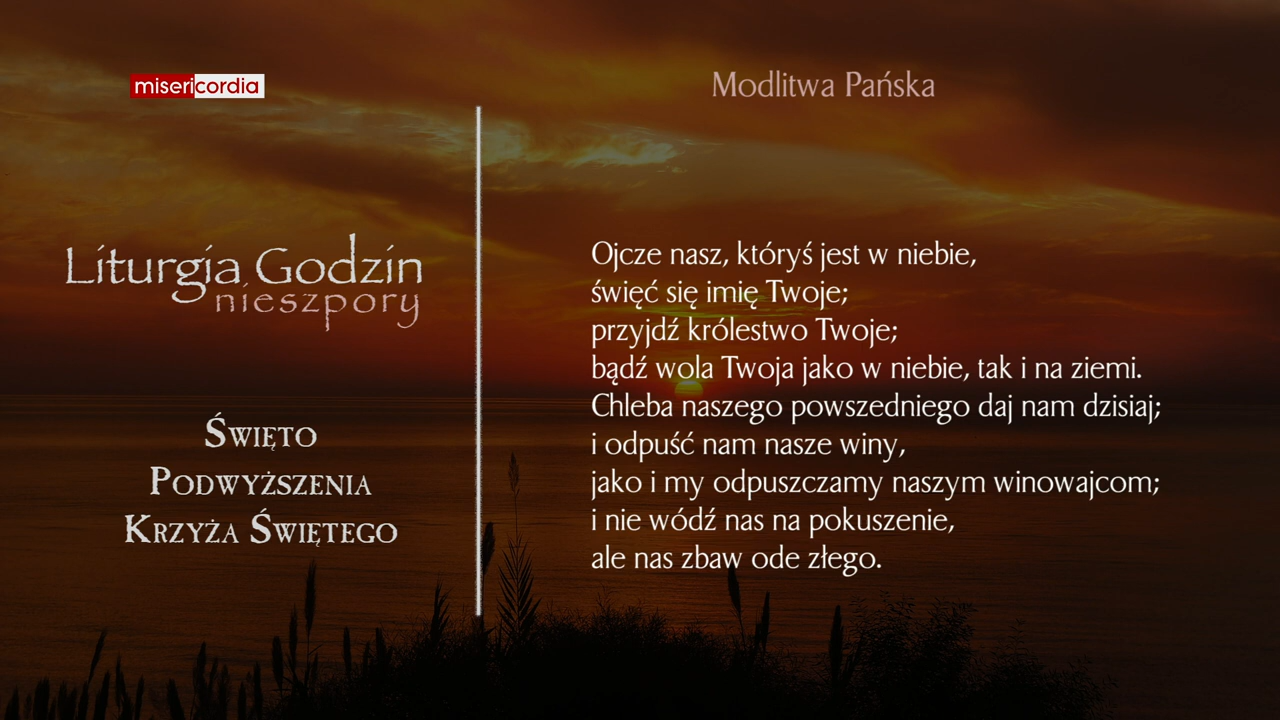 misericordia
Modlitwa Pańska
Liturgia Godzin
nieszpory
Święto
Podwyższenia
Krzyża Świętego
Ojcze nasz, któryś jest w niebie,
święć się imię Twoje;
przyjdź królestwo Twoje;
bądź wola Twoja jako w niebie, tak i na ziemi.
Chleba naszego powszedniego daj nam dzisiaj;
i odpuść nam nasze winy,
jako i my odpuszczamy naszym winowajcom;
i nie wódź nas na pokuszenie,
ale nas zbaw ode złego.